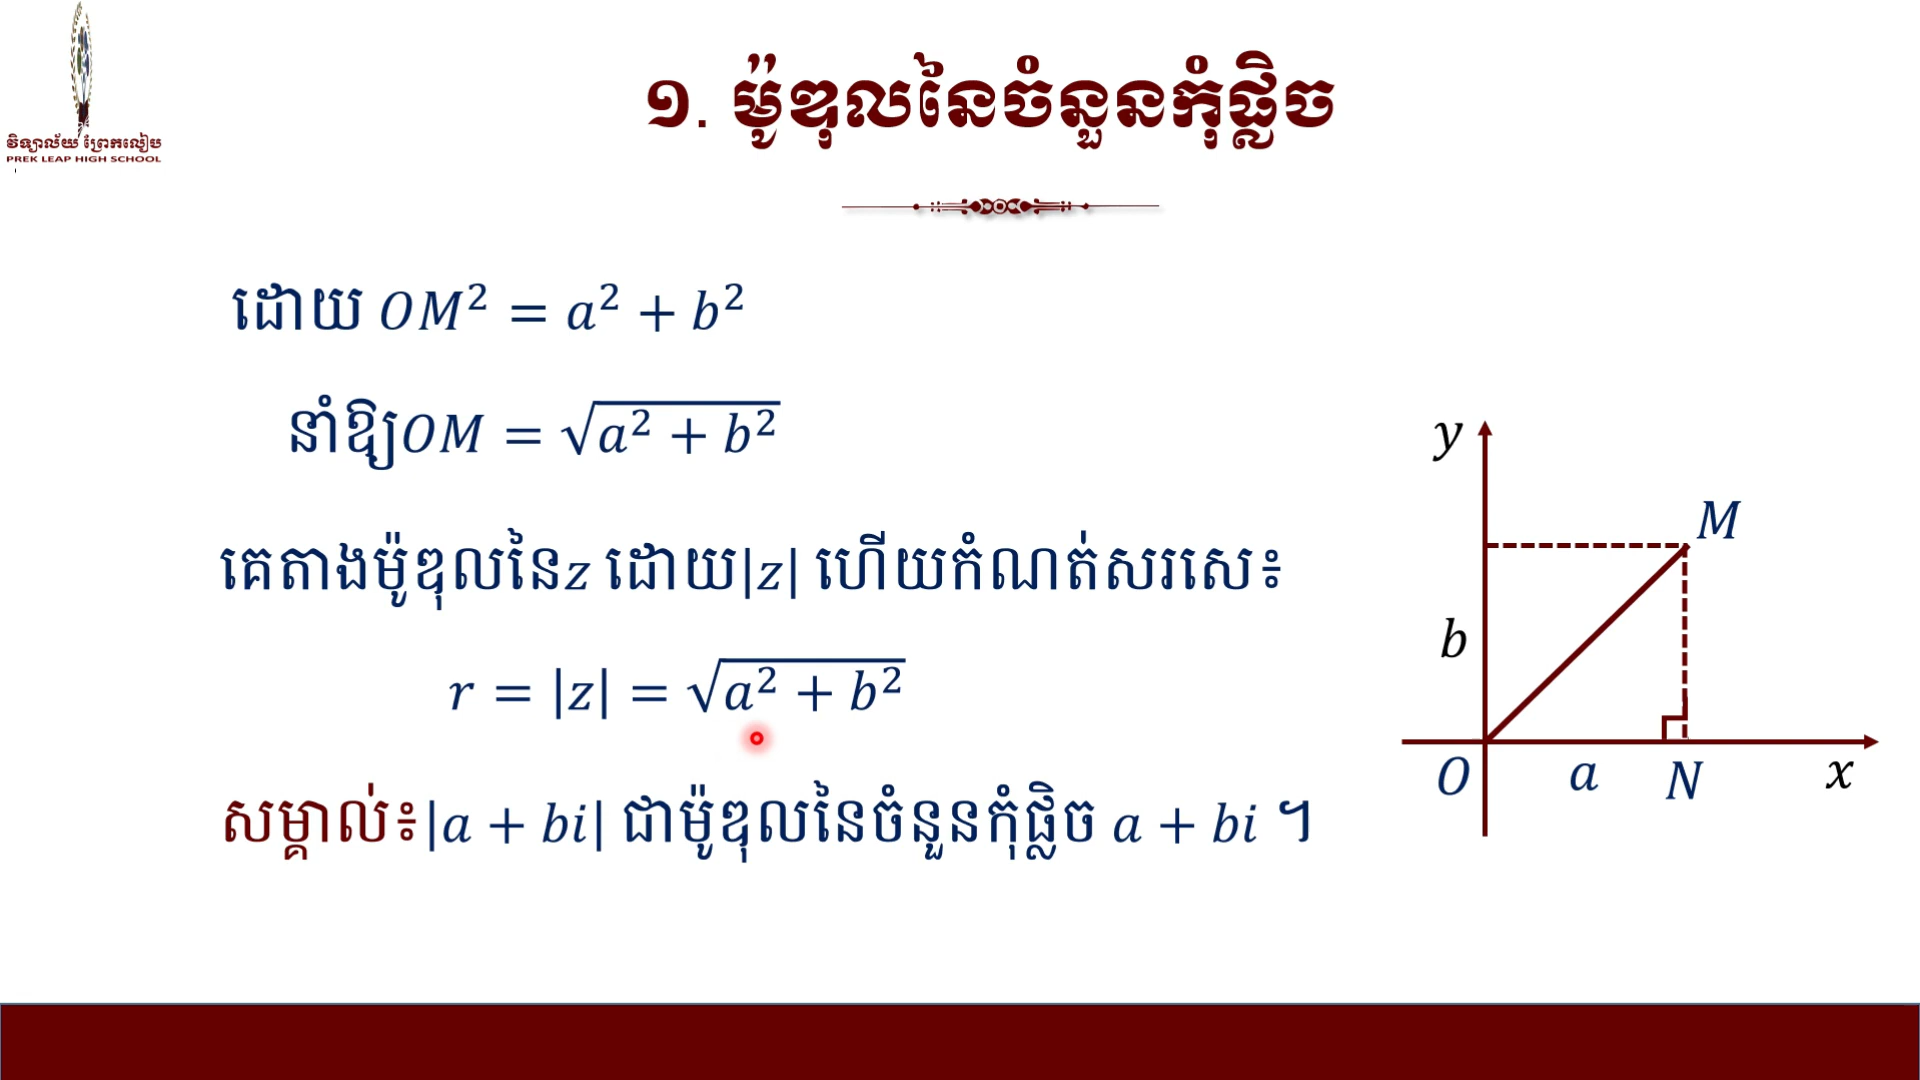 វិទ្យាល័យ ព្រែកលៀប
PREK LEAP HIGH SCHOOL
១. ម៉ូឌុលនៃចំនួនកុំផ្លិច
ដោយ OM² = a² + b²
នាំឱ្យ OM = √(a² + b²)
គេតាងម៉ូឌុលនៃ z ដោយ |z| ហើយកំណត់សរសេ៖
r = |z| = √(a² + b²)
សម្គាល់៖ |a + bi| ជាម៉ូឌុលនៃចំនួនកុំផ្លិច a + bi ។
y
M
b
O
a
N
x